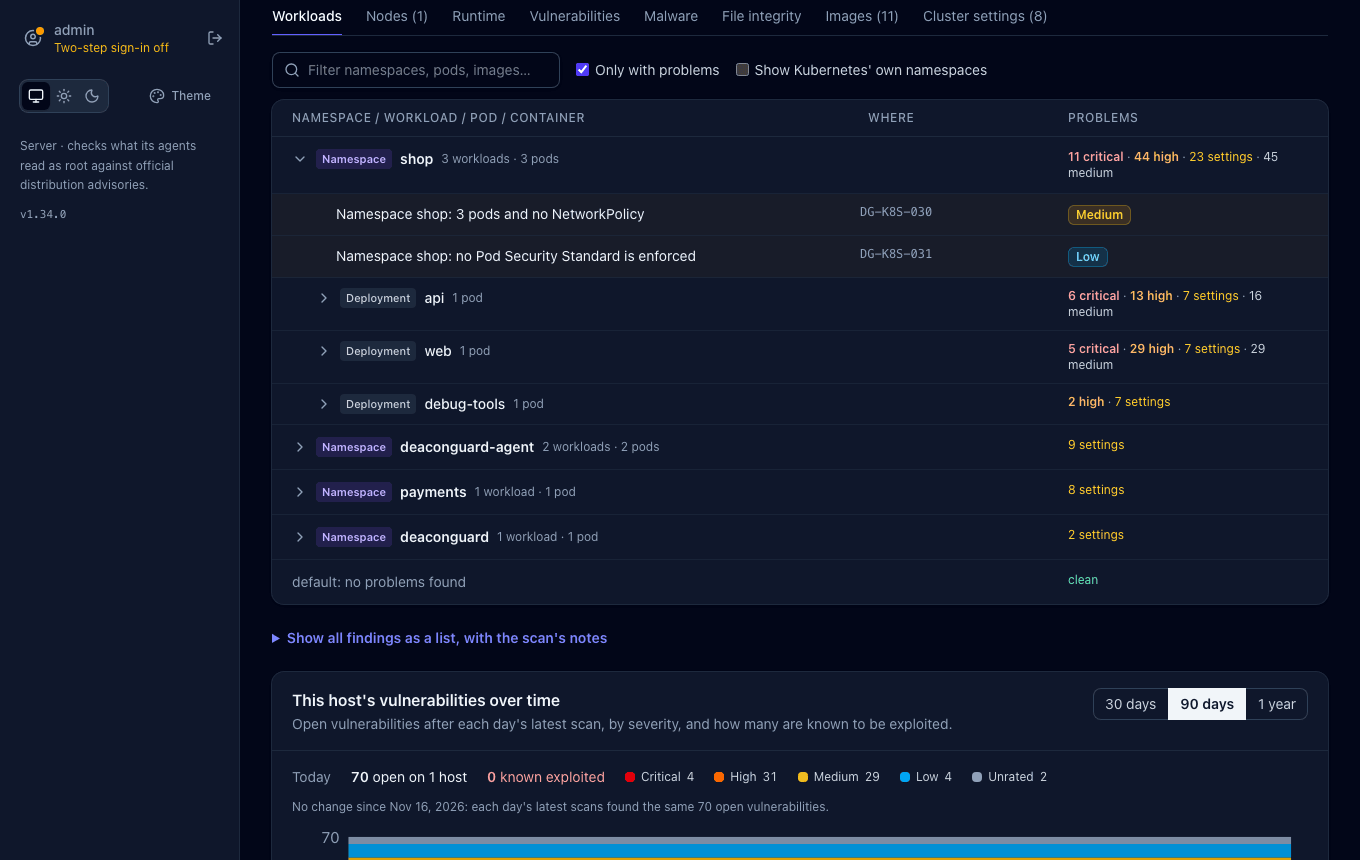 admin
Two-step sign-in off
Theme
Server · checks what its agents
read as root against official
distribution advisories.
v1.34.0
Workloads Nodes (1) Runtime Vulnerabilities Malware File integrity Images (11) Cluster settings (8)
Filter namespaces, pods, images... Only with problems Show Kubernetes' own namespaces
NAMESPACE / WORKLOAD / POD / CONTAINER WHERE PROBLEMS
Namespace shop 3 workloads · 3 pods 11 critical · 44 high · 23 settings · 45
medium
Namespace shop: 3 pods and no NetworkPolicy DG-K8S-030 Medium
Namespace shop: no Pod Security Standard is enforced DG-K8S-031 Low
Deployment api 1 pod 6 critical · 13 high · 7 settings · 16
medium
Deployment web 1 pod 5 critical · 29 high · 7 settings · 29
medium
Deployment debug-tools 1 pod 2 high · 7 settings
Namespace deaconguard-agent 2 workloads · 2 pods 9 settings
Namespace payments 1 workload · 1 pod 8 settings
Namespace deaconguard 1 workload · 1 pod 2 settings
default: no problems found clean
Show all findings as a list, with the scan's notes
This host's vulnerabilities over time
Open vulnerabilities after each day's latest scan, by severity, and how many are known to be exploited.
30 days 90 days 1 year
Today 70 open on 1 host 0 known exploited Critical 4 High 31 Medium 29 Low 4 Unrated 2
No change since Nov 16, 2026: each day's latest scans found the same 70 open vulnerabilities.
70